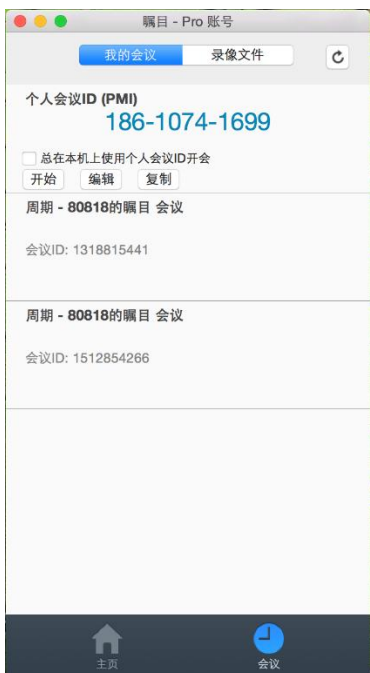 瞩目 - Pro 账号
我的会议 录像文件
个人会议ID (PMI)
186-1074-1699
总在本机上使用个人会议ID开会
开始 编辑 复制
周期 - 80818的瞩目 会议
会议ID: 1318815441
周期 - 80818的瞩目 会议
会议ID: 1512854266
主页 会议